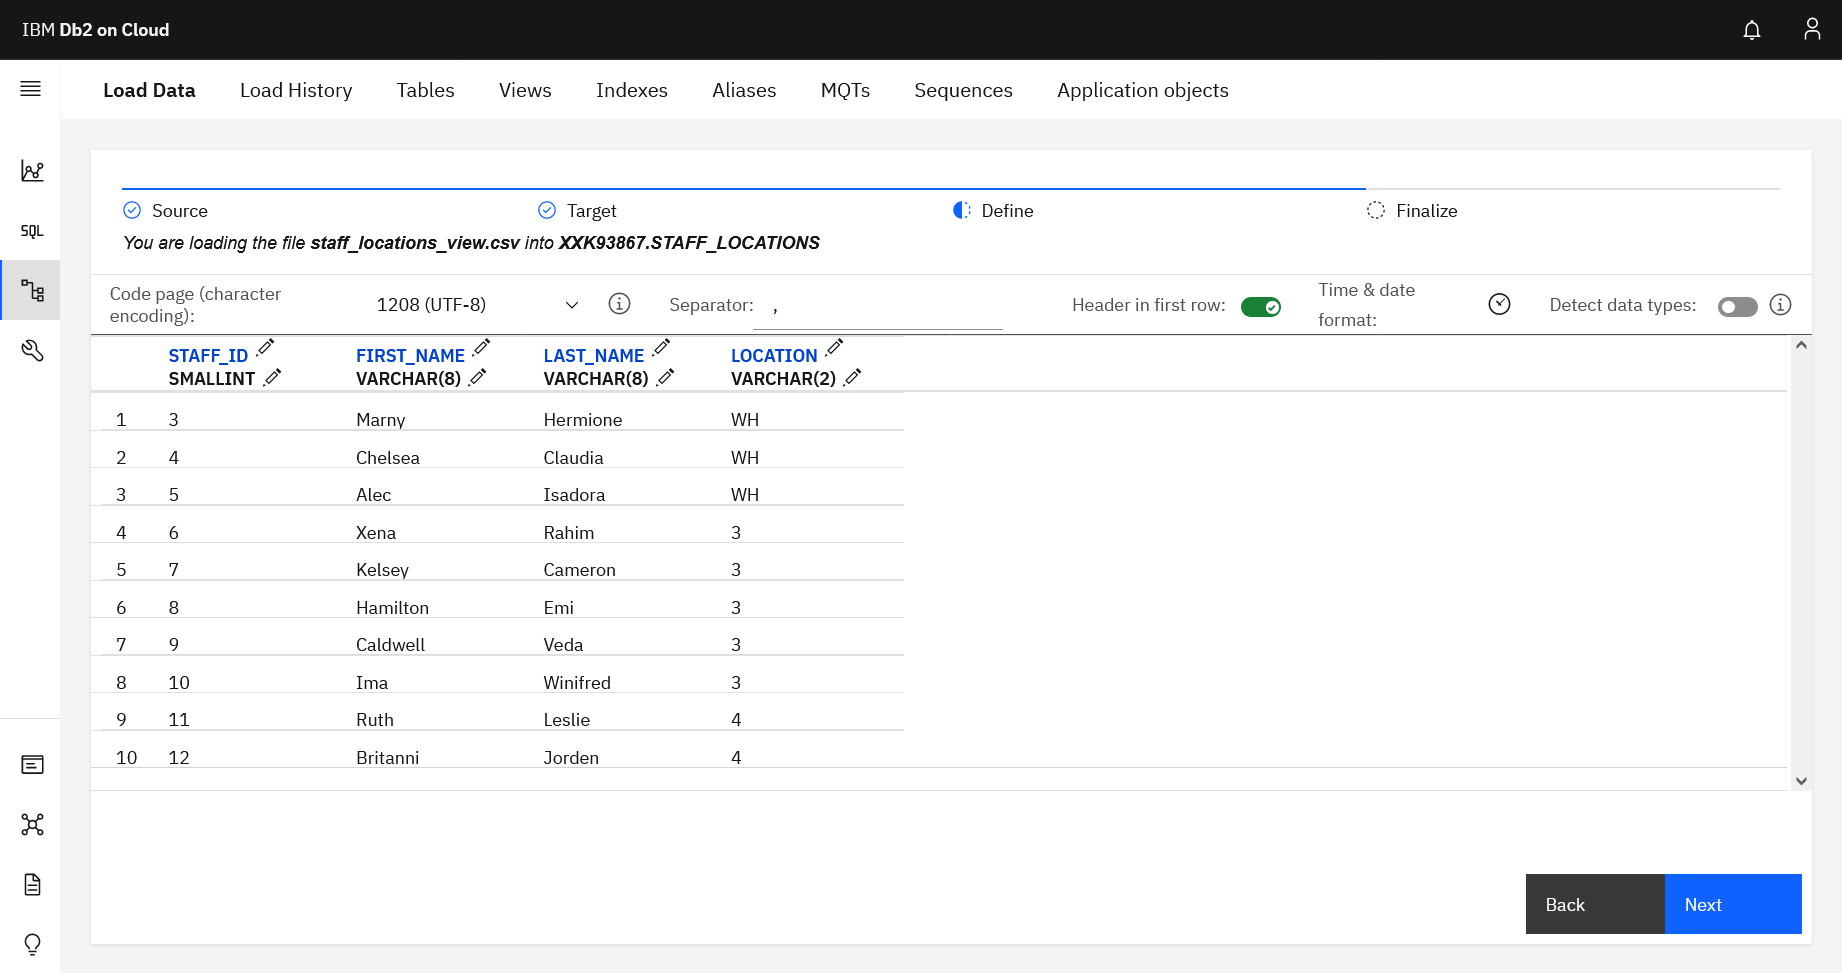 IBM Db2 on Cloud
Load Data Load History Tables Views Indexes Aliases MQTs Sequences Application objects
SQL
Source Target Define Finalize
You are loading the file staff_locations_view.csv into XXK93867.STAFF_LOCATIONS
Code page (character encoding): 1208 (UTF-8) Separator: , Header in first row: Time & date format: Detect data types:
STAFF_ID FIRST_NAME LAST_NAME LOCATION
SMALLINT VARCHAR(8) VARCHAR(8) VARCHAR(2)
1 3 Marny Hermione WH
2 4 Chelsea Claudia WH
3 5 Alec Isadora WH
4 6 Xena Rahim 3
5 7 Kelsey Cameron 3
6 8 Hamilton Emi 3
7 9 Caldwell Veda 3
8 10 Ima Winifred 3
9 11 Ruth Leslie 4
10 12 Britanni Jorden 4
Back Next